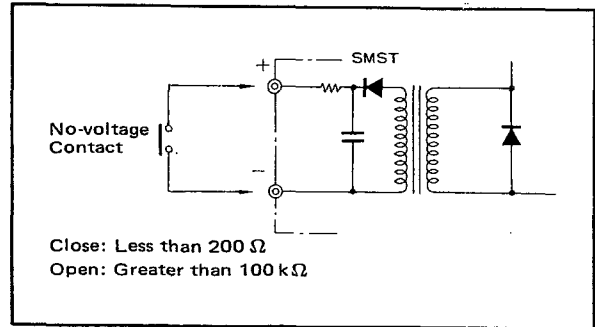 SMST
+
No-voltage
Contact
−
Close: Less than 200 Ω
Open: Greater than 100 kΩ